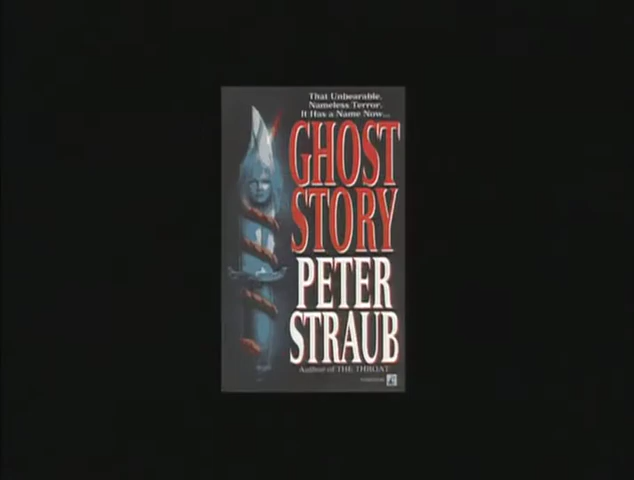 That Unbearable,
Nameless Terror.
It Has a Name Now...
GHOST
STORY
PETER
STRAUB
Author of THE THROAT